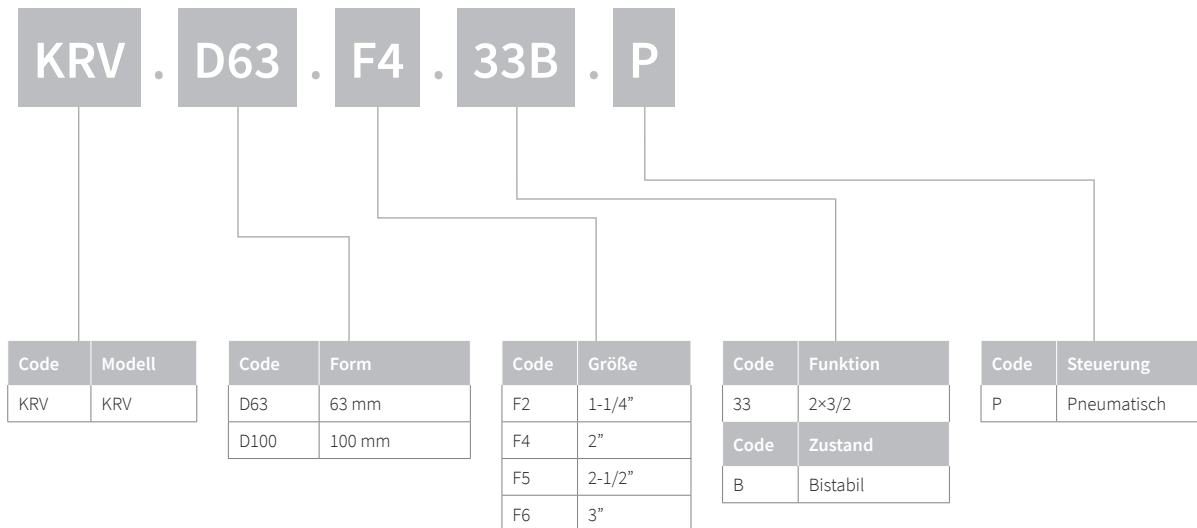 KRV . D63 . F4 . 33B . P
Code Modell
KRV KRV
Code Form
D63 63 mm
D100 100 mm
Code Größe
F2 1-1/4”
F4 2”
F5 2-1/2”
F6 3”
Code Funktion
33 2×3/2
Code Zustand
B Bistabil
Code Steuerung
P Pneumatisch